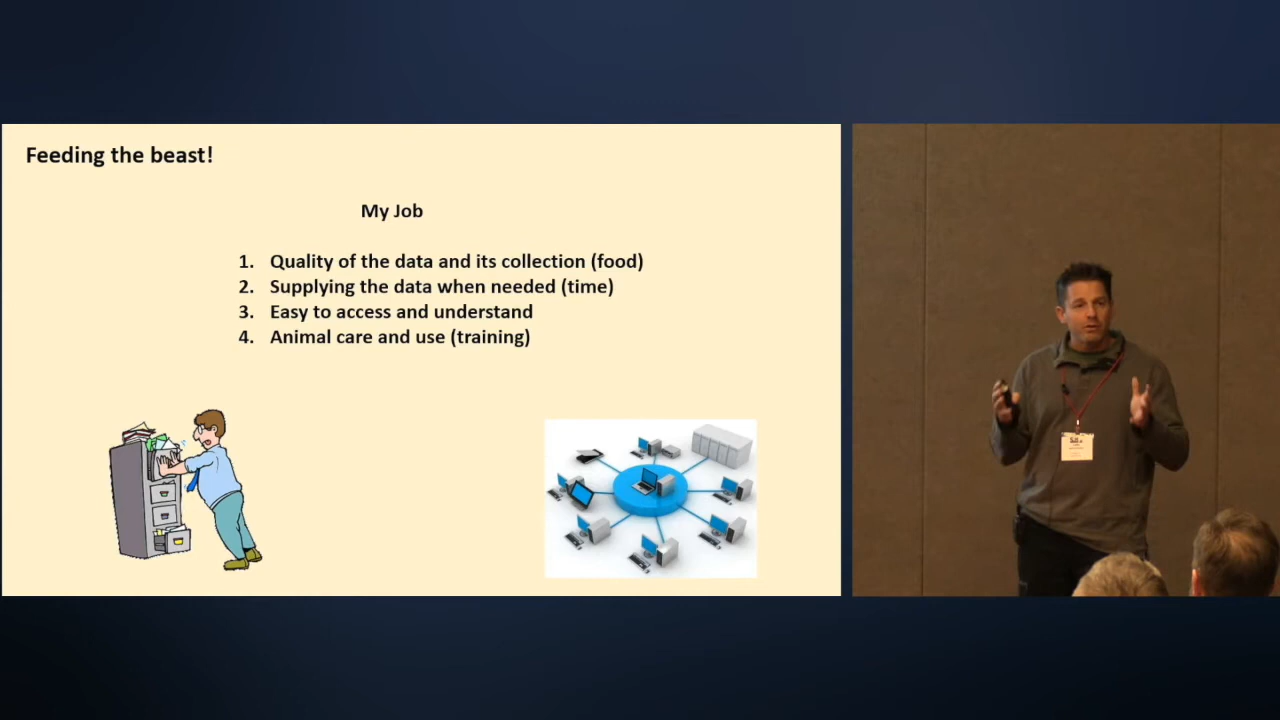 Feeding the beast!
My Job
1. Quality of the data and its collection (food)
2. Supplying the data when needed (time)
3. Easy to access and understand
4. Animal care and use (training)